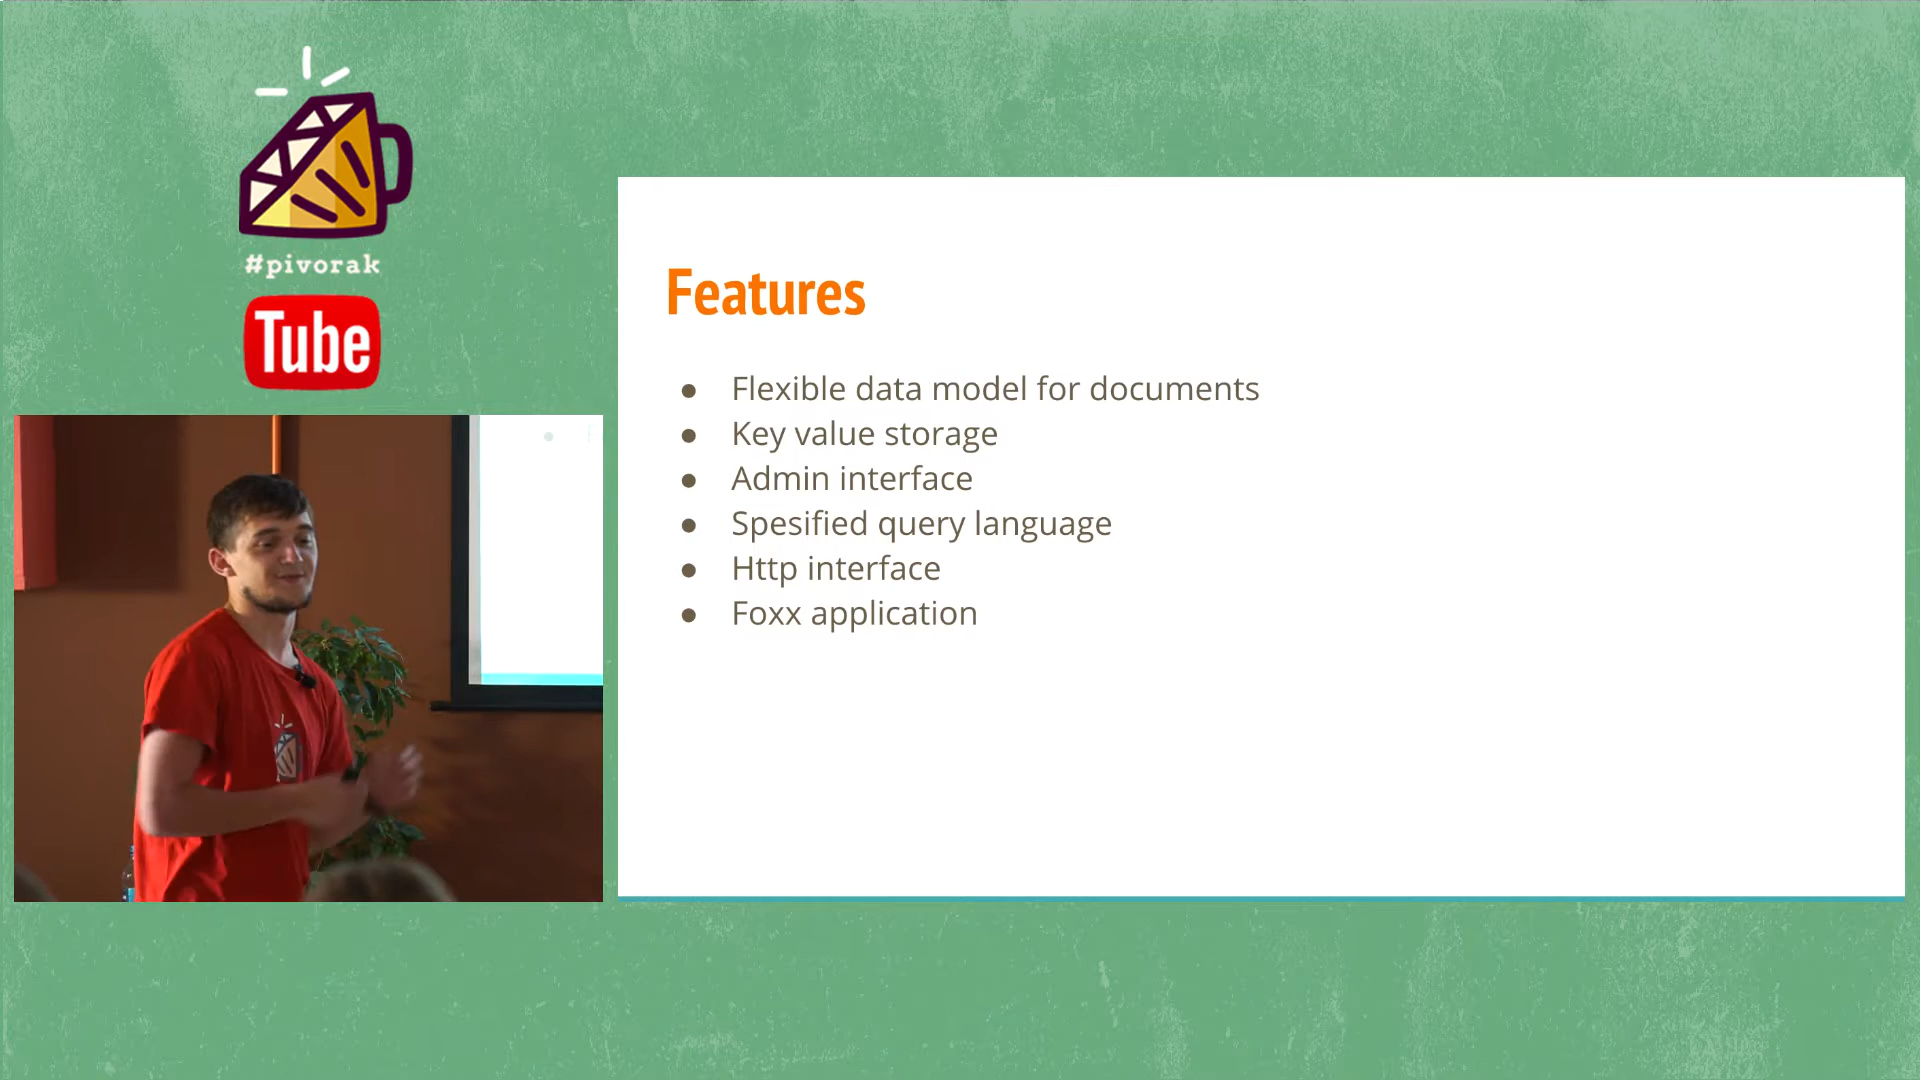 #pivorak
Tube
Features
● Flexible data model for documents
● Key value storage
● Admin interface
● Spesified query language
● Http interface
● Foxx application